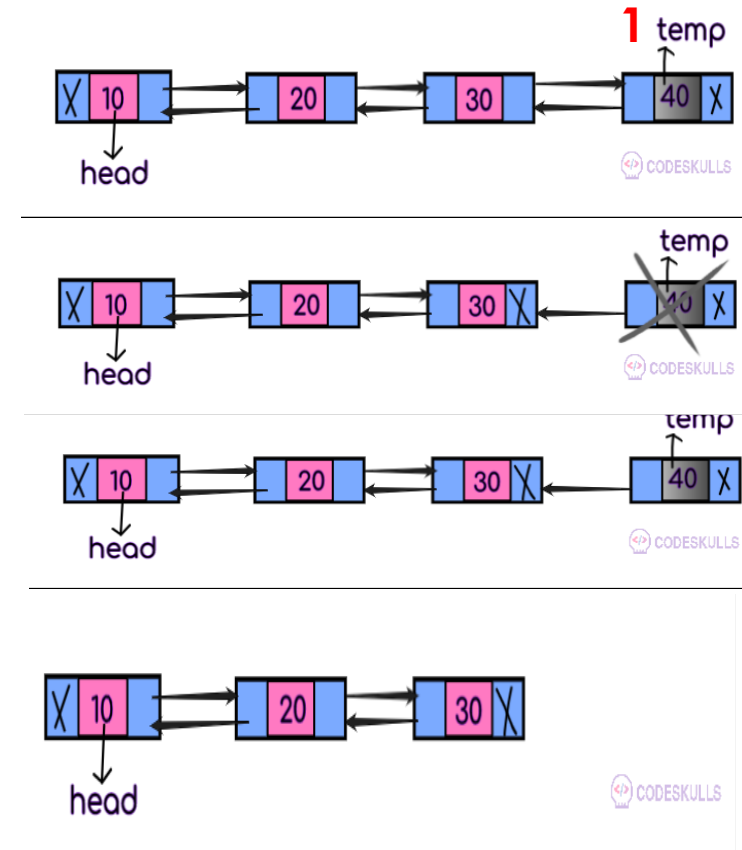 1 temp
X 10 20 30 40 X
head
</> CODESKULLS
temp
X 10 20 30 X 40 X
head
</> CODESKULLS
temp
X 10 20 30 X 40 X
head
</> CODESKULLS
X 10 20 30 X
head
</> CODESKULLS